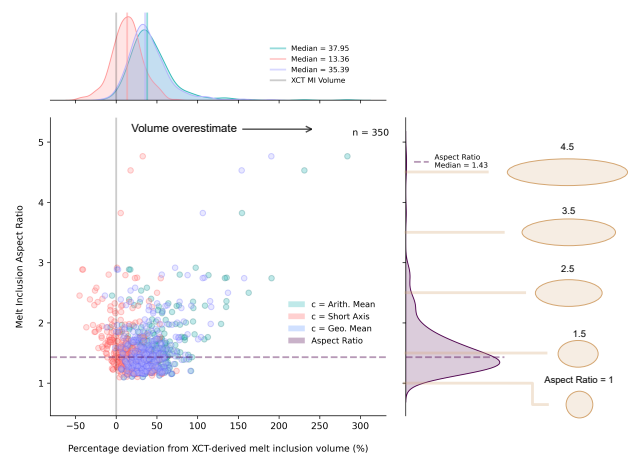 Median = 37.95
Median = 13.36
Median = 35.39
XCT MI Volume
Volume overestimate
n = 350
Aspect Ratio
Median = 1.43
4.5
3.5
2.5
1.5
Aspect Ratio = 1
5
4
3
2
1
Melt Inclusion Aspect Ratio
c = Arith. Mean
c = Short Axis
c = Geo. Mean
Aspect Ratio
−50
0
50
100
150
200
250
300
Percentage deviation from XCT-derived melt inclusion volume (%)